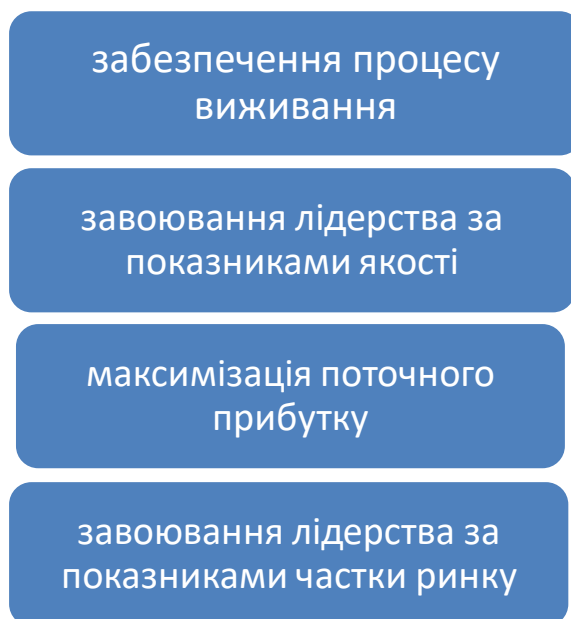 забезпечення процесу
виживання
завоювання лідерства за
показниками якості
максимізація поточного
прибутку
завоювання лідерства за
показниками частки ринку